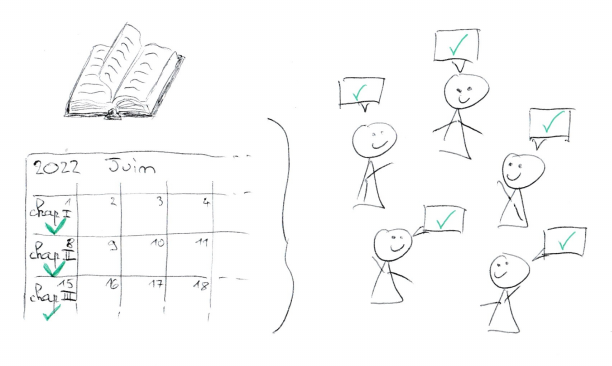 2022 Juin
1 2 3 4
chap I
8 9 10 11
chap II
15 16 17 18
chap III